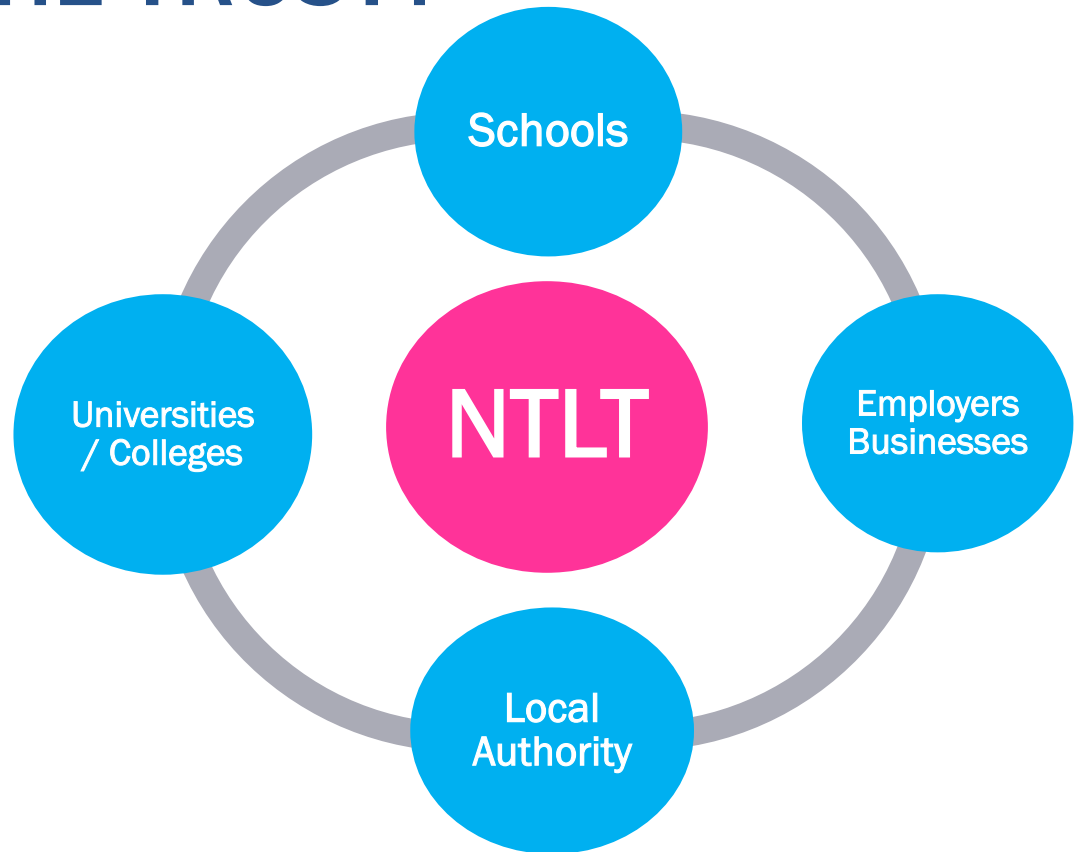 Schools
NTLT
Universities
/ Colleges
Employers
Businesses
Local
Authority